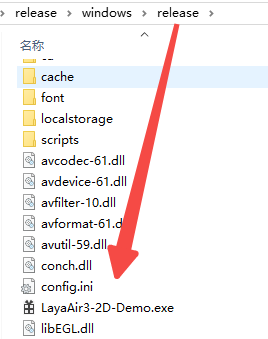 release > windows > release >
名称
cache
font
localstorage
scripts
avcodec-61.dll
avdevice-61.dll
avfilter-10.dll
avformat-61.dll
avutil-59.dll
conch.dll
config.ini
LayaAir3-2D-Demo.exe
libEGL.dll